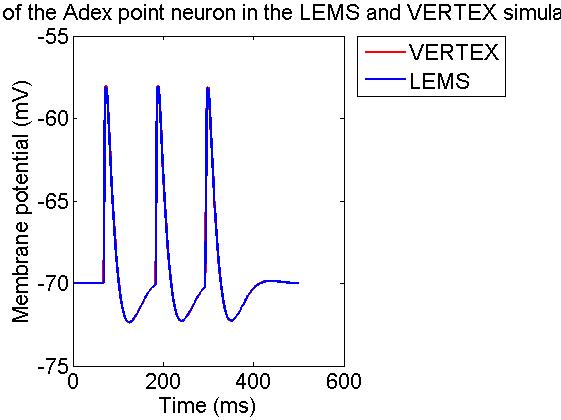 of the Adex point neuron in the LEMS and VERTEX simula
VERTEX
LEMS
Membrane potential (mV)
-55
-60
-65
-70
-75
0 200 400 600
Time (ms)